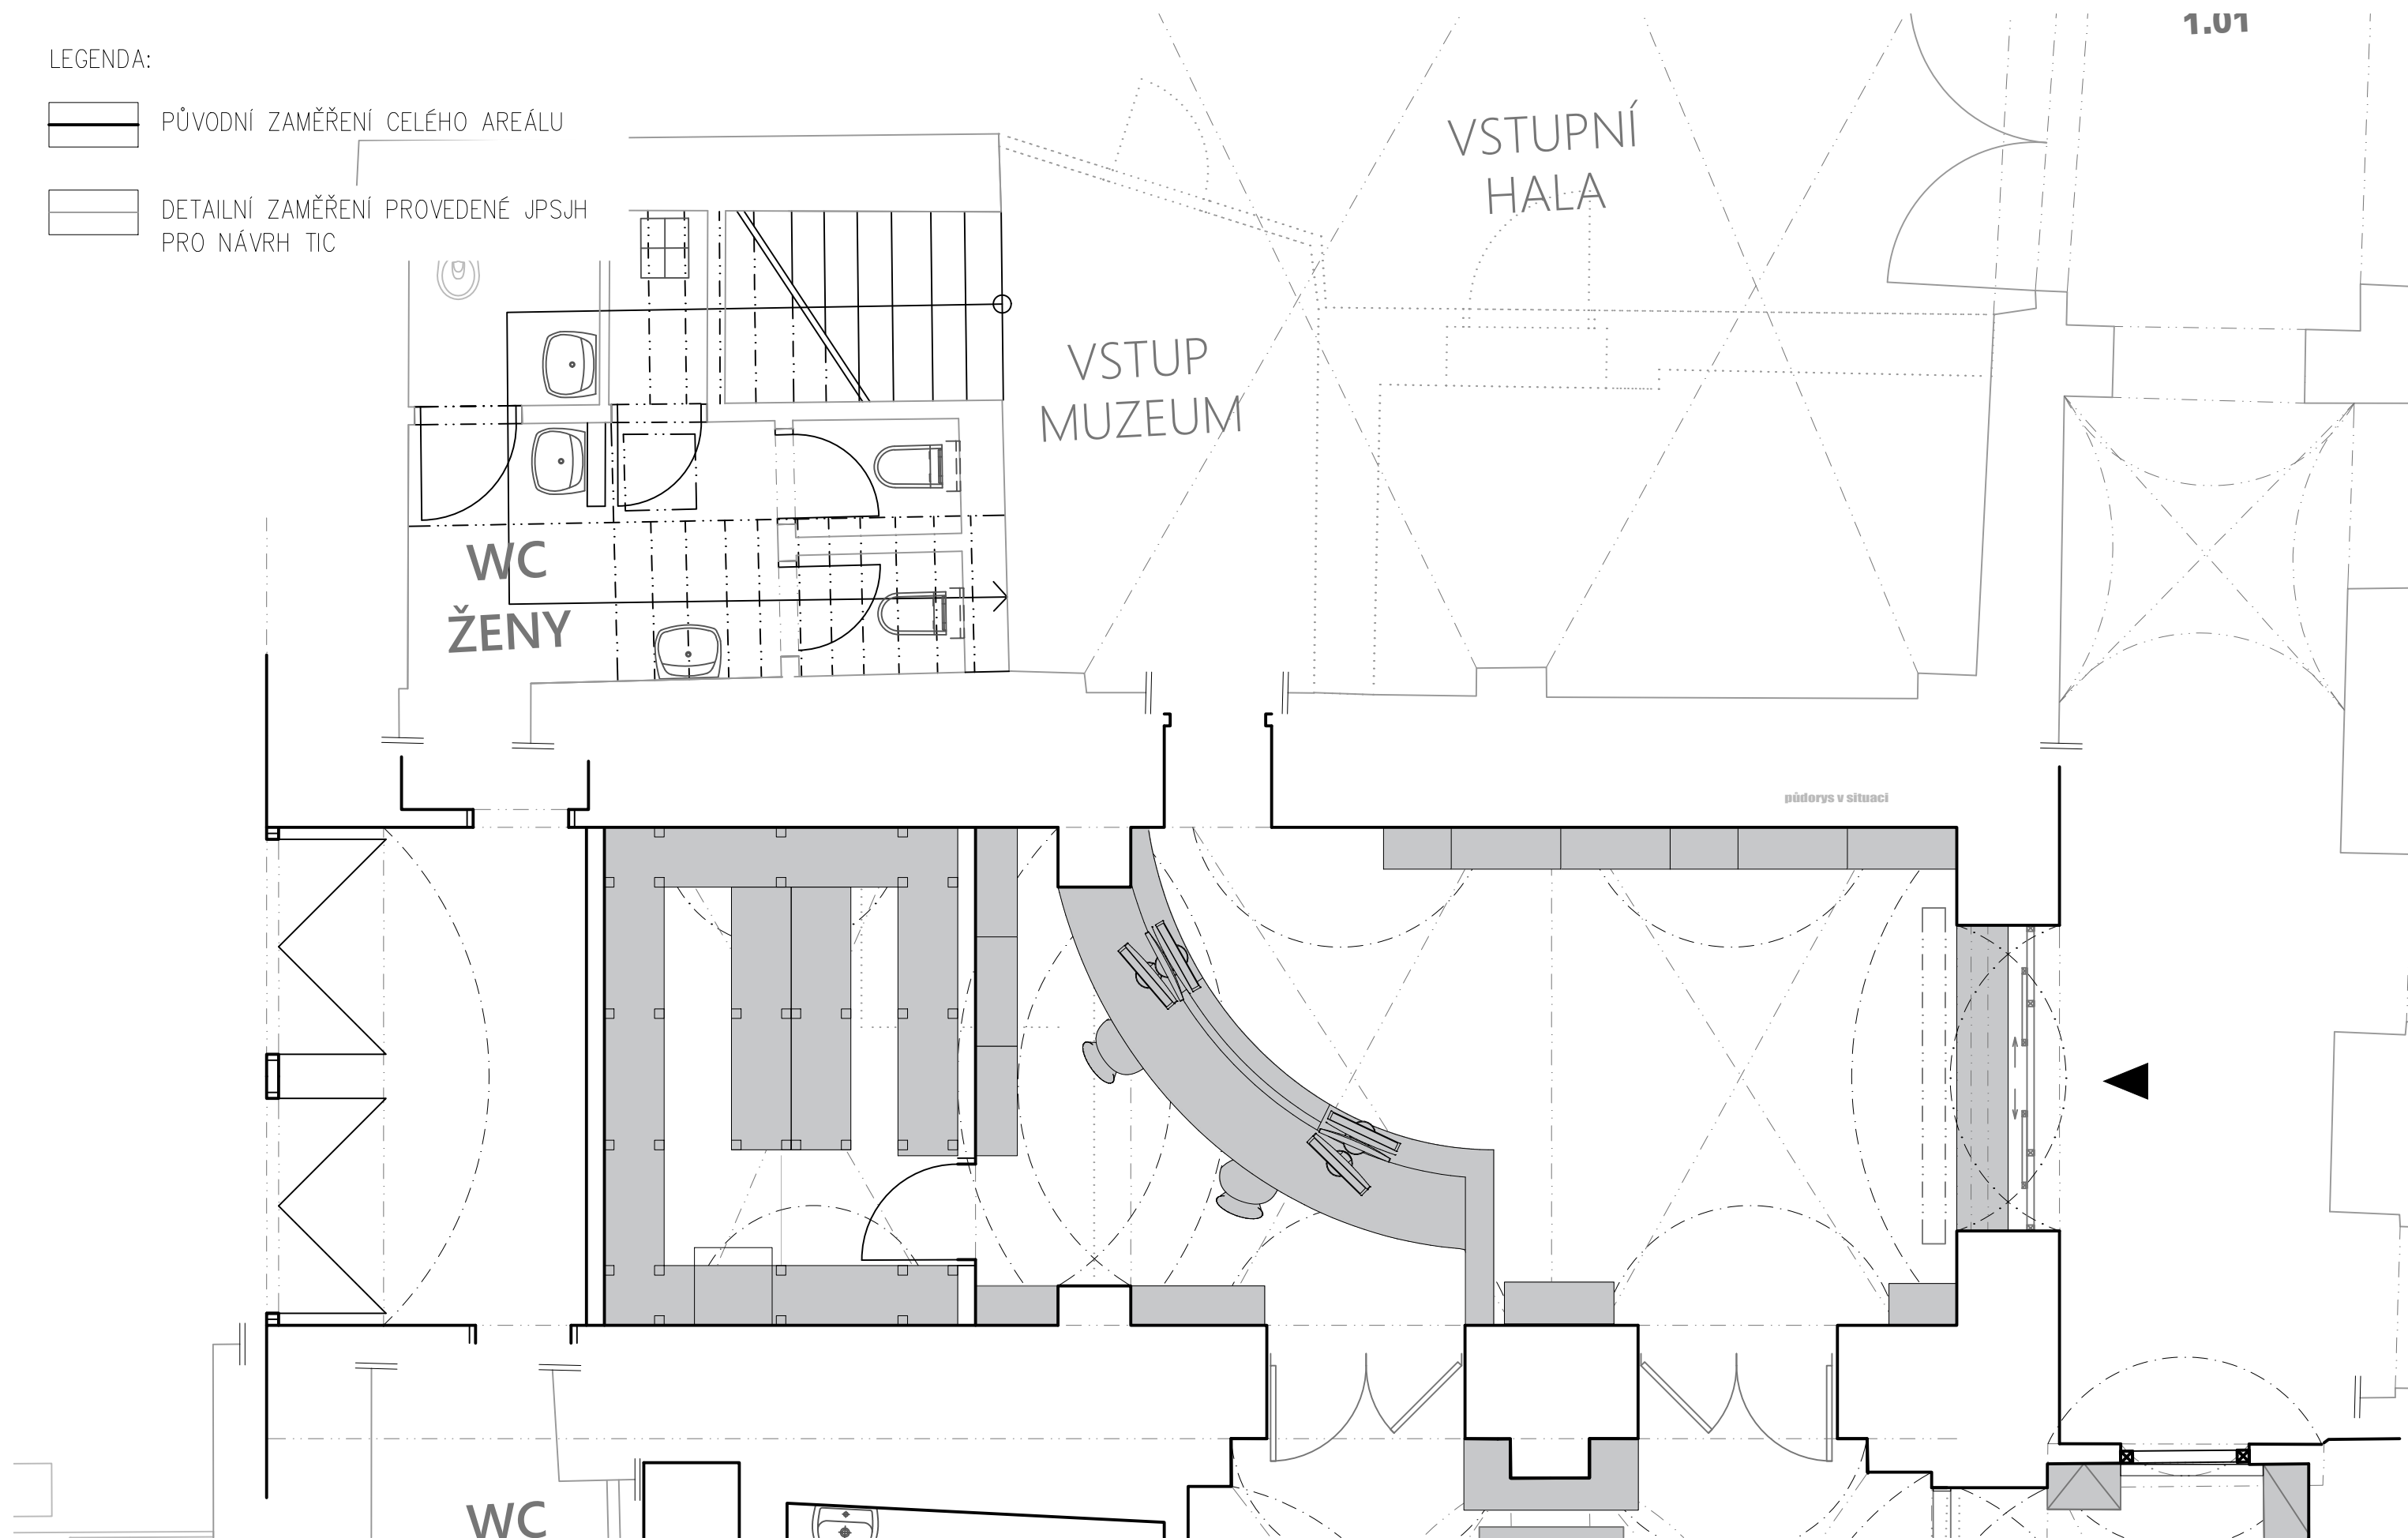 1.01
LEGENDA:
PŮVODNÍ ZAMĚŘENÍ CELÉHO AREÁLU
DETAILNÍ ZAMĚŘENÍ PROVEDENÉ JPSJH
PRO NÁVRH TIC
VSTUPNÍ
HALA
VSTUP
MUZEUM
WC
ŽENY
půdorys v situaci
WC